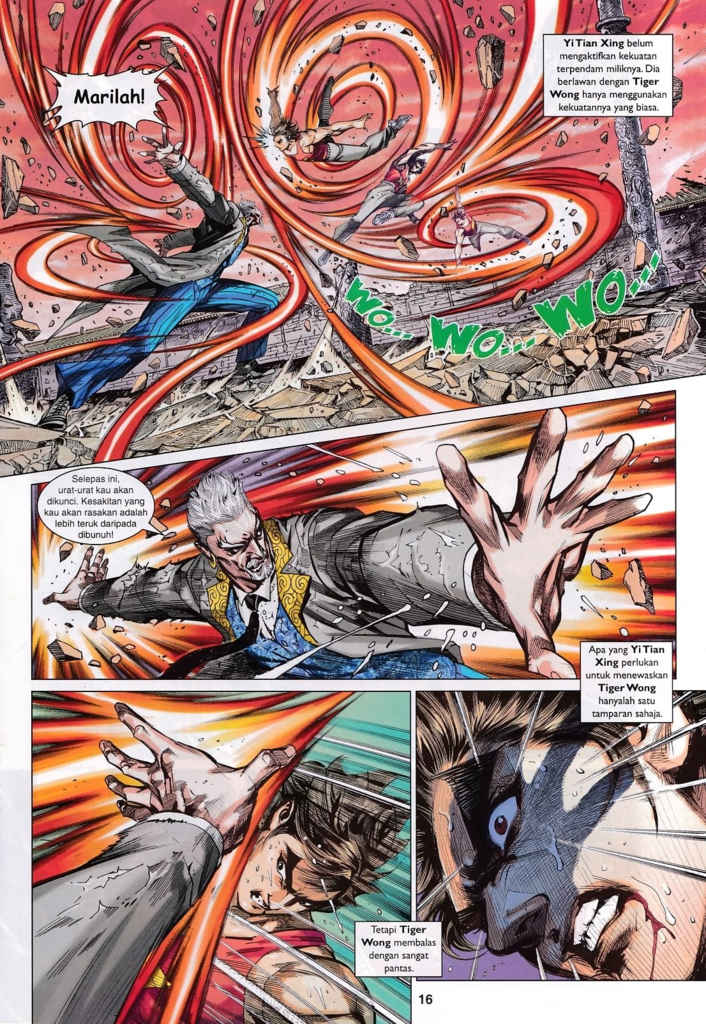 Marilah!
Yi Tian Xing belum
mengaktifkan kekuatan
terpendam miliknya. Dia
berlawan dengan Tiger
Wong hanya menggunakan
kekuatannya yang biasa.
WO... WO... WO...
Selepas ini,
urat-urat kau akan
dikunci. Kesakitan yang
kau akan rasakan adalah
lebih teruk daripada
dibunuh!
Apa yang Yi Tian
Xing perlukan
untuk menewaskan
Tiger Wong
hanyalah satu
tamparan sahaja.
Tetapi Tiger
Wong membalas
dengan sangat
pantas.
16